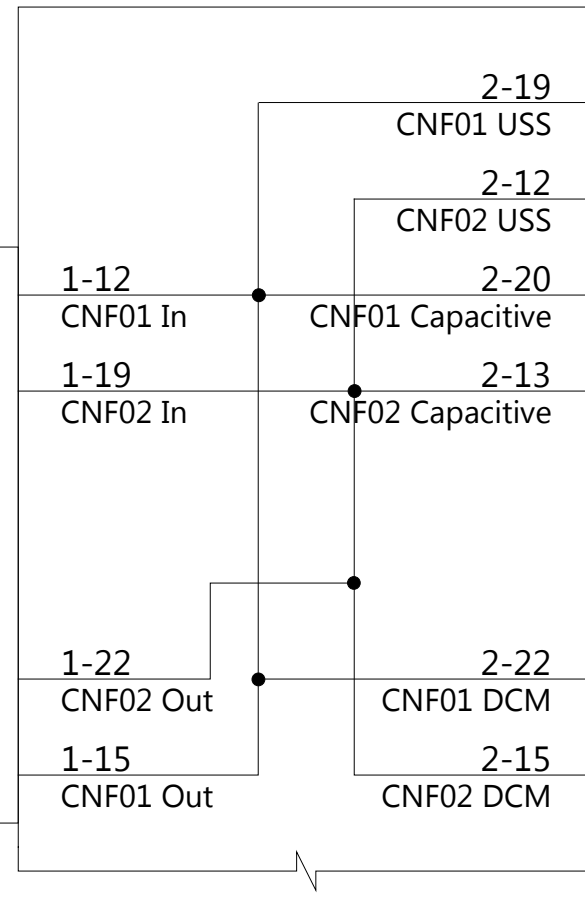 2-19
CNF01 USS
2-12
CNF02 USS
1-12
CNF01 In
2-20
CNF01 Capacitive
1-19
CNF02 In
2-13
CNF02 Capacitive
1-22
CNF02 Out
2-22
CNF01 DCM
1-15
CNF01 Out
2-15
CNF02 DCM